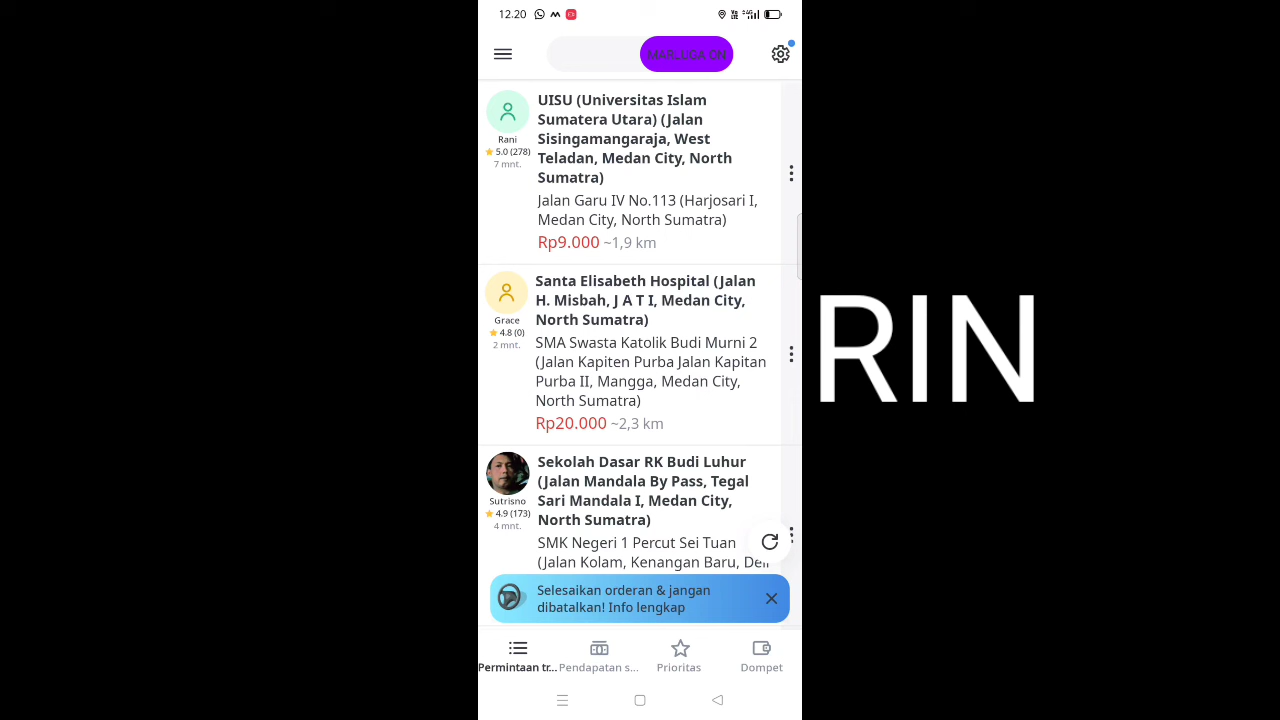 12.20
MARLUGA ON
UISU (Universitas Islam
Sumatera Utara) (Jalan
Sisingamangaraja, West
Teladan, Medan City, North
Sumatra)
Rani
5.0 (278)
7 mnt.
Jalan Garu IV No.113 (Harjosari I,
Medan City, North Sumatra)
Rp9.000 ~1,9 km
Santa Elisabeth Hospital (Jalan
H. Misbah, J A T I, Medan City,
North Sumatra)
Grace
4.8 (0)
2 mnt.
SMA Swasta Katolik Budi Murni 2
(Jalan Kapiten Purba Jalan Kapitan
Purba II, Mangga, Medan City,
North Sumatra)
Rp20.000 ~2,3 km
RIN
Sekolah Dasar RK Budi Luhur
(Jalan Mandala By Pass, Tegal
Sari Mandala I, Medan City,
North Sumatra)
Sutrisno
4.9 (173)
4 mnt.
SMK Negeri 1 Percut Sei Tuan
(Jalan Kolam, Kenangan Baru, Deli
Selesaikan orderan & jangan
dibatalkan! Info lengkap
Permintaan tr... Pendapatan s... Prioritas Dompet